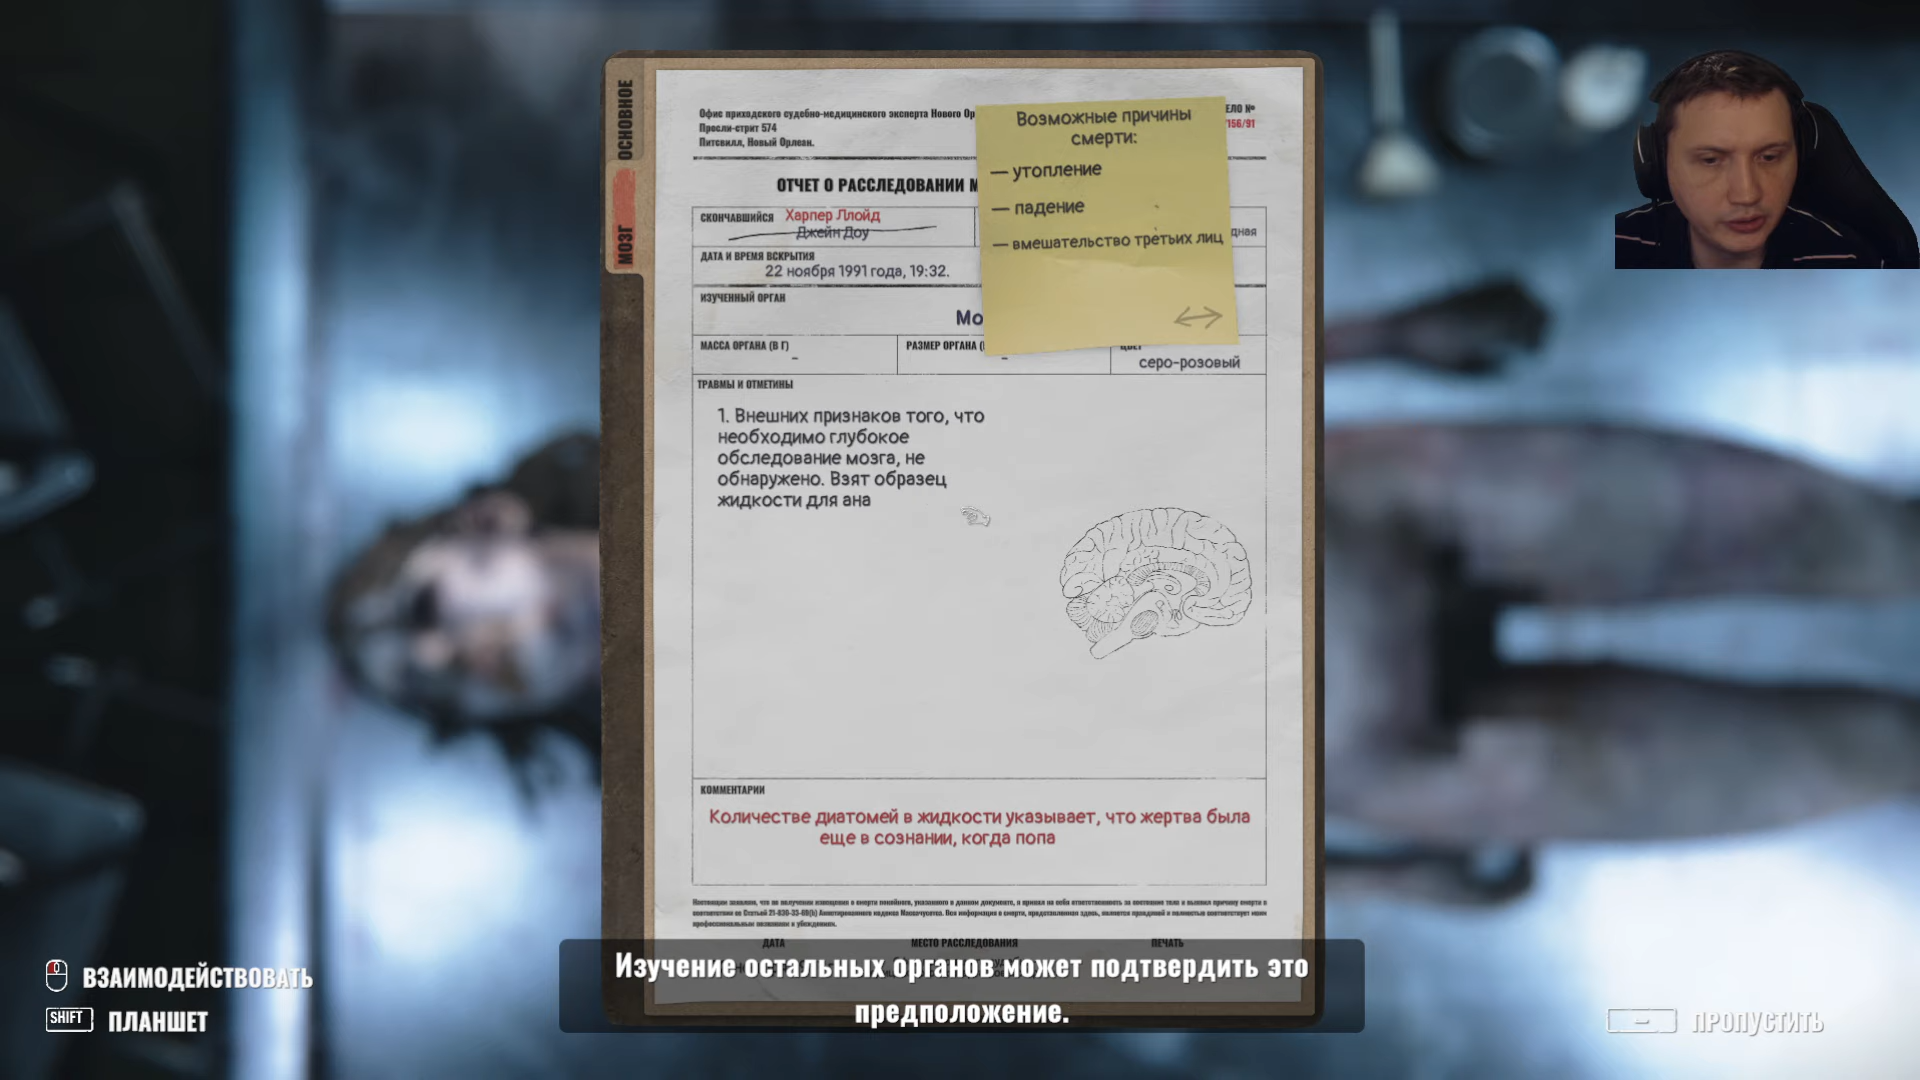 ОСНОВНОЕ
МОЗГ
Офис приходского судебно-медицинского эксперта Нового
Пресли-стрит 574
Питсвилл, Новый Орлеан.
156/91
Возможные причины
смерти:
— утопление
— падение
— вмешательство третьих лиц
ОТЧЕТ О РАССЛЕДОВАНИИ
СКОНЧАВШИЙСЯ Харпер Ллойд
Джейн Доу
ДАТА И ВРЕМЯ ВСКРЫТИЯ
22 ноября 1991 года, 19:32.
ИЗУЧЕННЫЙ ОРГАН
Мо
МАССА ОРГАНА (В Г)
–
РАЗМЕР ОРГАНА
–
серо-розовый
ТРАВМЫ И ОТМЕТИНЫ
1. Внешних признаков того, что
необходимо глубокое
обследование мозга, не
обнаружено. Взят образец
жидкости для ана
КОММЕНТАРИИ
Количестве диатомей в жидкости указывает, что жертва была
еще в сознании, когда попа
ДАТА
МЕСТО РАССЛЕДОВАНИЯ
ПЕЧАТЬ
Изучение остальных органов может подтвердить это
предположение.
ВЗАИМОДЕЙСТВОВАТЬ
SHIFT ПЛАНШЕТ
ПРОПУСТИТЬ